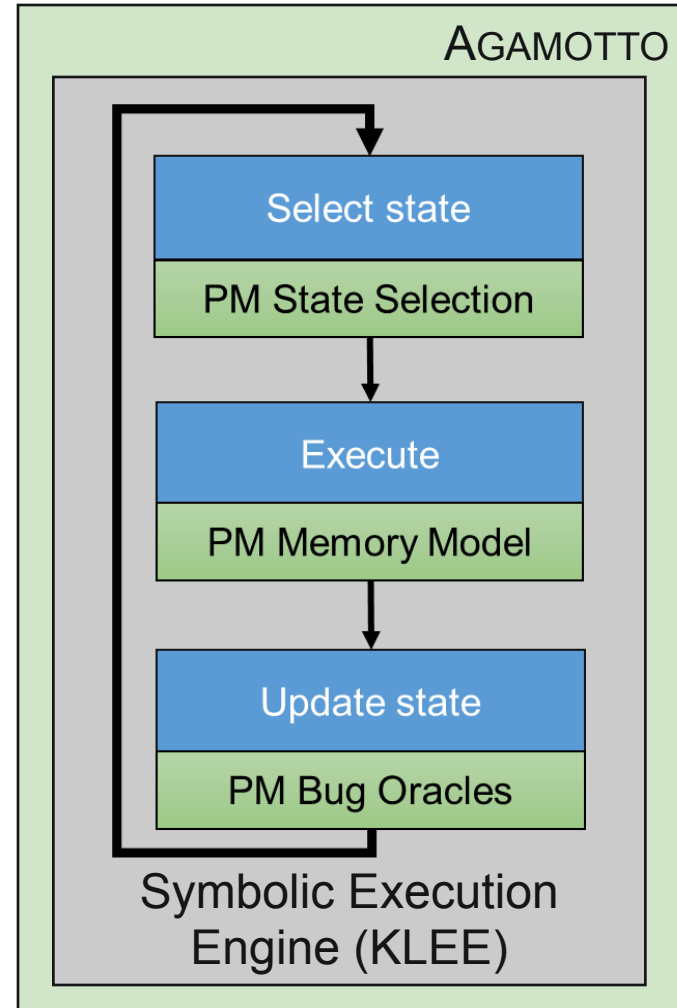 AGAMOTTO
Select state
PM State Selection
Execute
PM Memory Model
Update state
PM Bug Oracles
Symbolic Execution
Engine (KLEE)